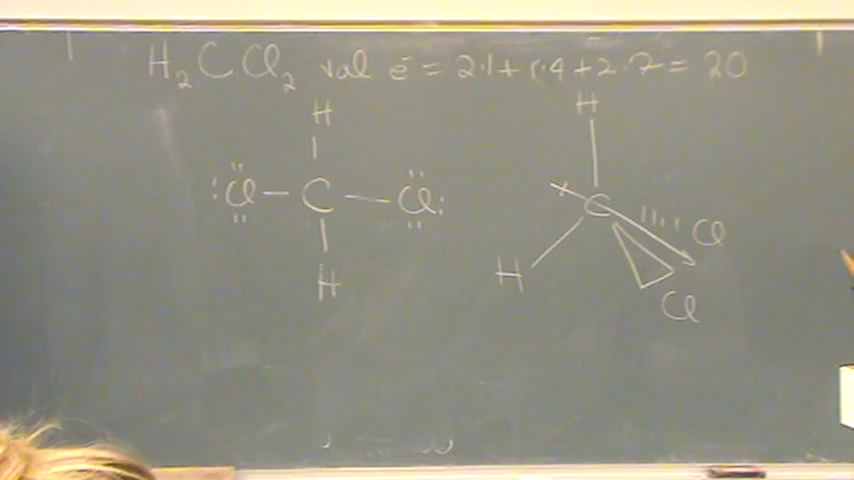 H₂CCl₂ val e⁻ = 2·1 + 1·4 + 2·7 = 20
H
:Cl — C — Cl:
H
H
C
Cl
H
Cl